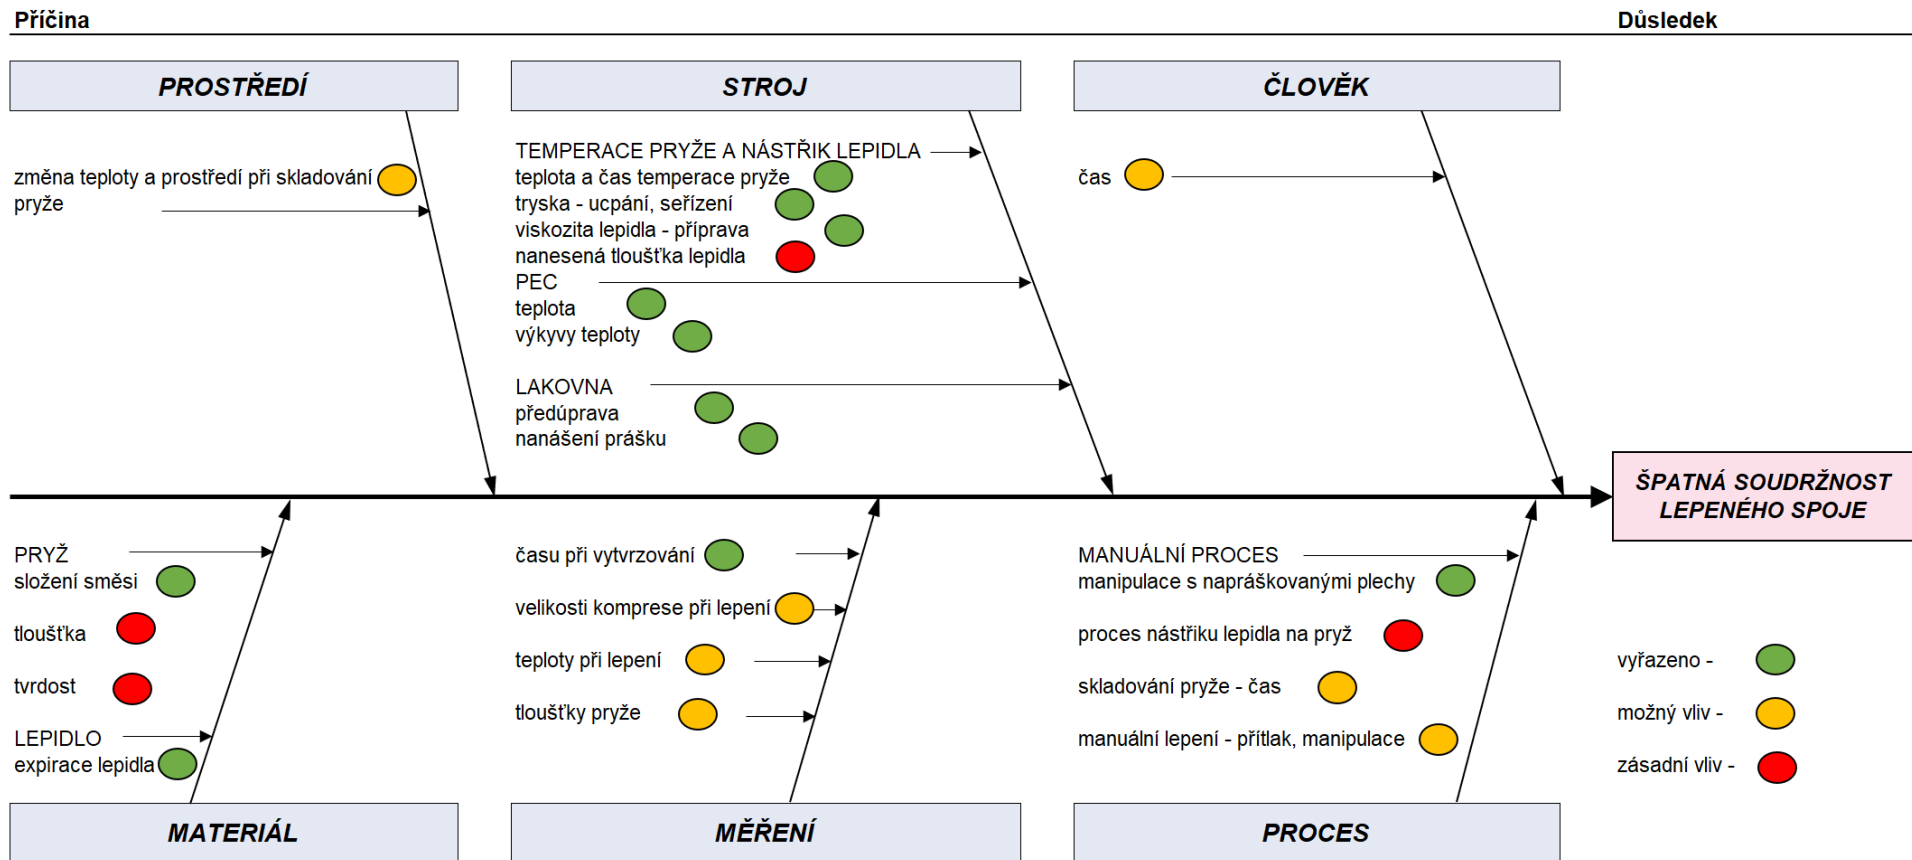 Příčina
Důsledek
PROSTŘEDÍ
STROJ
ČLOVĚK
změna teploty a prostředí při skladování
pryže
TEMPERACE PRYŽE A NÁSTŘIK LEPIDLA
teplota a čas temperace pryže
tryska - ucpání, seřízení
viskozita lepidla - příprava
nanesená tloušťka lepidla
PEC
teplota
výkyvy teploty
LAKOVNA
předúprava
nanášení prášku
čas
ŠPATNÁ SOUDRŽNOST
LEPENÉHO SPOJE
PRYŽ
složení směsi
tloušťka
tvrdost
LEPIDLO
expirace lepidla
času při vytvrzování
velikosti komprese při lepení
teploty při lepení
tloušťky pryže
MANUÁLNÍ PROCES
manipulace s napráškovanými plechy
proces nástřiku lepidla na pryž
skladování pryže - čas
manuální lepení - přítlak, manipulace
vyřazeno -
možný vliv -
zásadní vliv -
MATERIÁL
MĚŘENÍ
PROCES